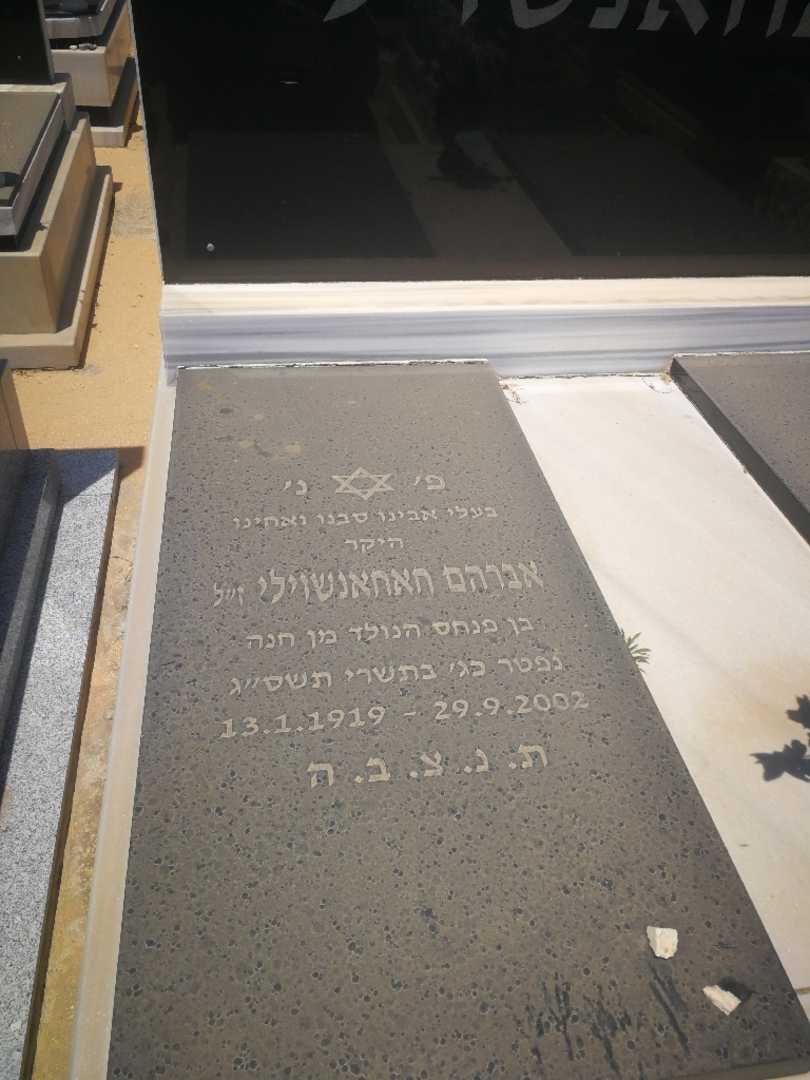 פ' נ'
בעלי אבינו סבנו ואחינו
היקר
אברהם חאחאנשוילי ז"ל
בן פנחס הנולד מן חנה
נפטר כג' בתשרי תשס"ג
13.1.1919 - 29.9.2002
ת. נ. צ. ב. ה